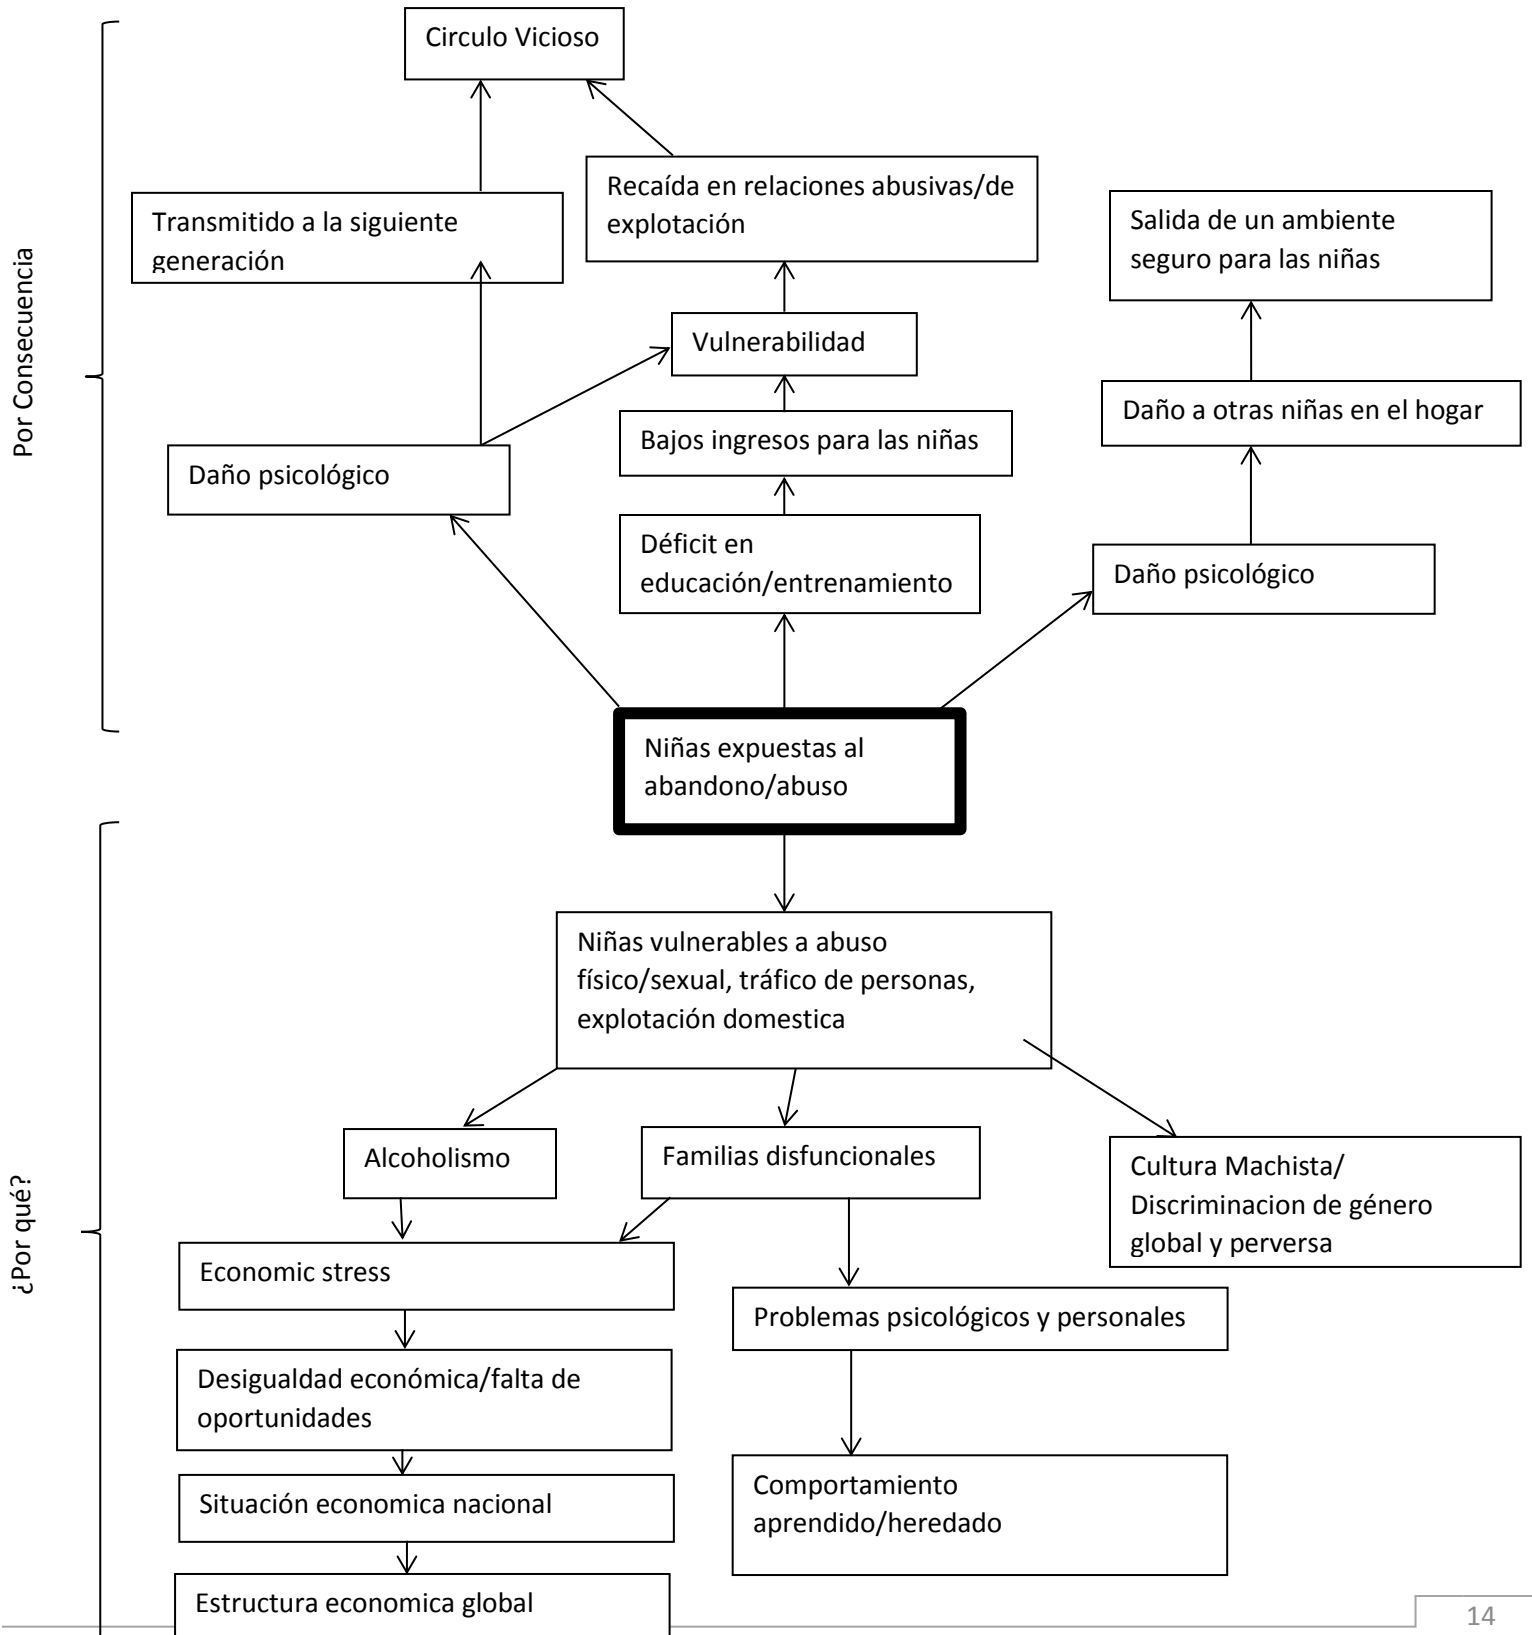 Circulo Vicioso
Recaída en relaciones abusivas/de
explotación
Transmitido a la siguiente
generación
Salida de un ambiente
seguro para las niñas
Por Consecuencia
Vulnerabilidad
Daño a otras niñas en el hogar
Bajos ingresos para las niñas
Daño psicológico
Déficit en
educación/entrenamiento
Daño psicológico
Niñas expuestas al
abandono/abuso
Niñas vulnerables a abuso
físico/sexual, tráfico de personas,
explotación domestica
¿Por qué?
Alcoholismo
Familias disfuncionales
Cultura Machista/
Discriminacion de género
global y perversa
Economic stress
Problemas psicológicos y personales
Desigualdad económica/falta de
oportunidades
Situación economica nacional
Comportamiento
aprendido/heredado
Estructura economica global
14